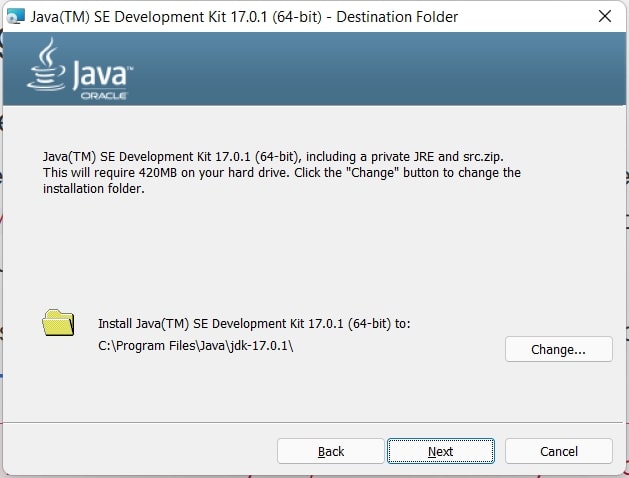 Java(TM) SE Development Kit 17.0.1 (64-bit) - Destination Folder
Java™
ORACLE
Java(TM) SE Development Kit 17.0.1 (64-bit), including a private JRE and src.zip.
This will require 420MB on your hard drive. Click the "Change" button to change the
installation folder.
Install Java(TM) SE Development Kit 17.0.1 (64-bit) to:
C:\Program Files\Java\jdk-17.0.1\
Change...
Back
Next
Cancel